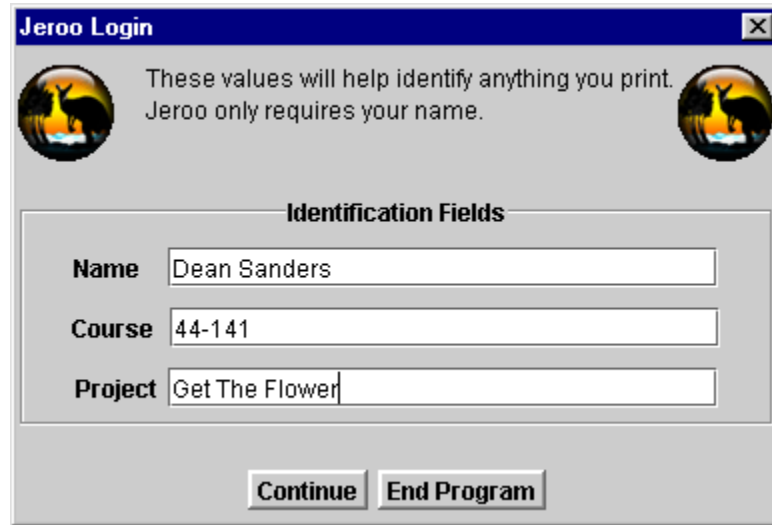 Jeroo Login
These values will help identify anything you print.
Jeroo only requires your name.
Identification Fields
Name Dean Sanders
Course 44-141
Project Get The Flower
Continue End Program